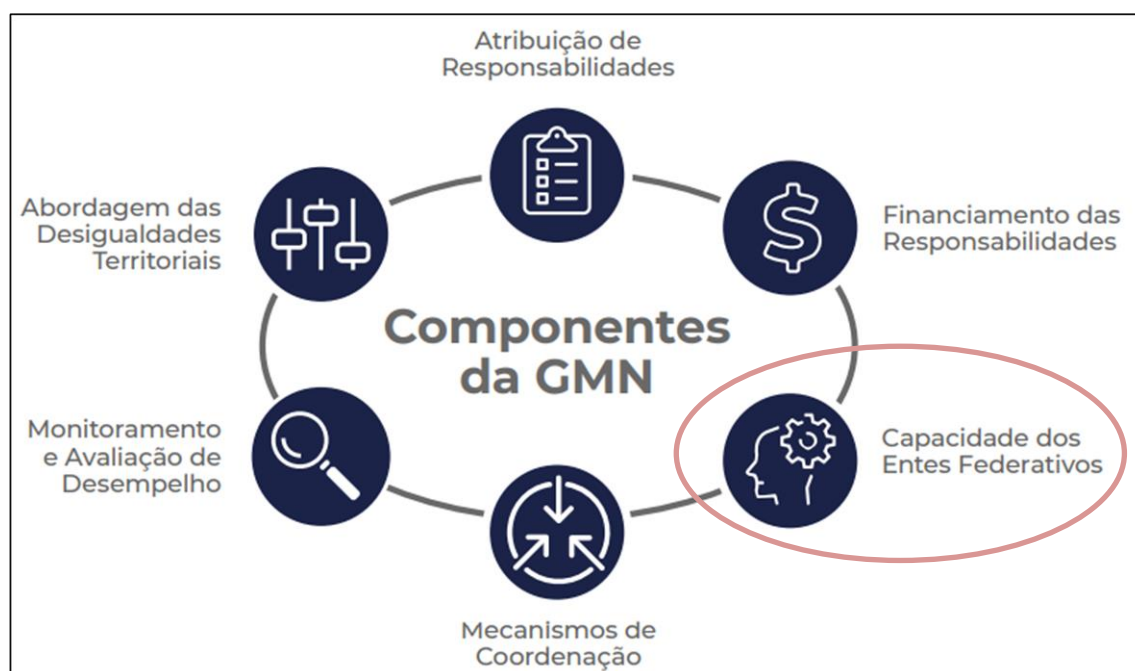 Atribuição de
Responsabilidades
Abordagem das
Desigualdades
Territoriais
$
Financiamento das
Responsabilidades
Componentes
da GMN
Monitoramento
e Avaliação de
Desempelho
Capacidade dos
Entes Federativos
Mecanismos de
Coordenação